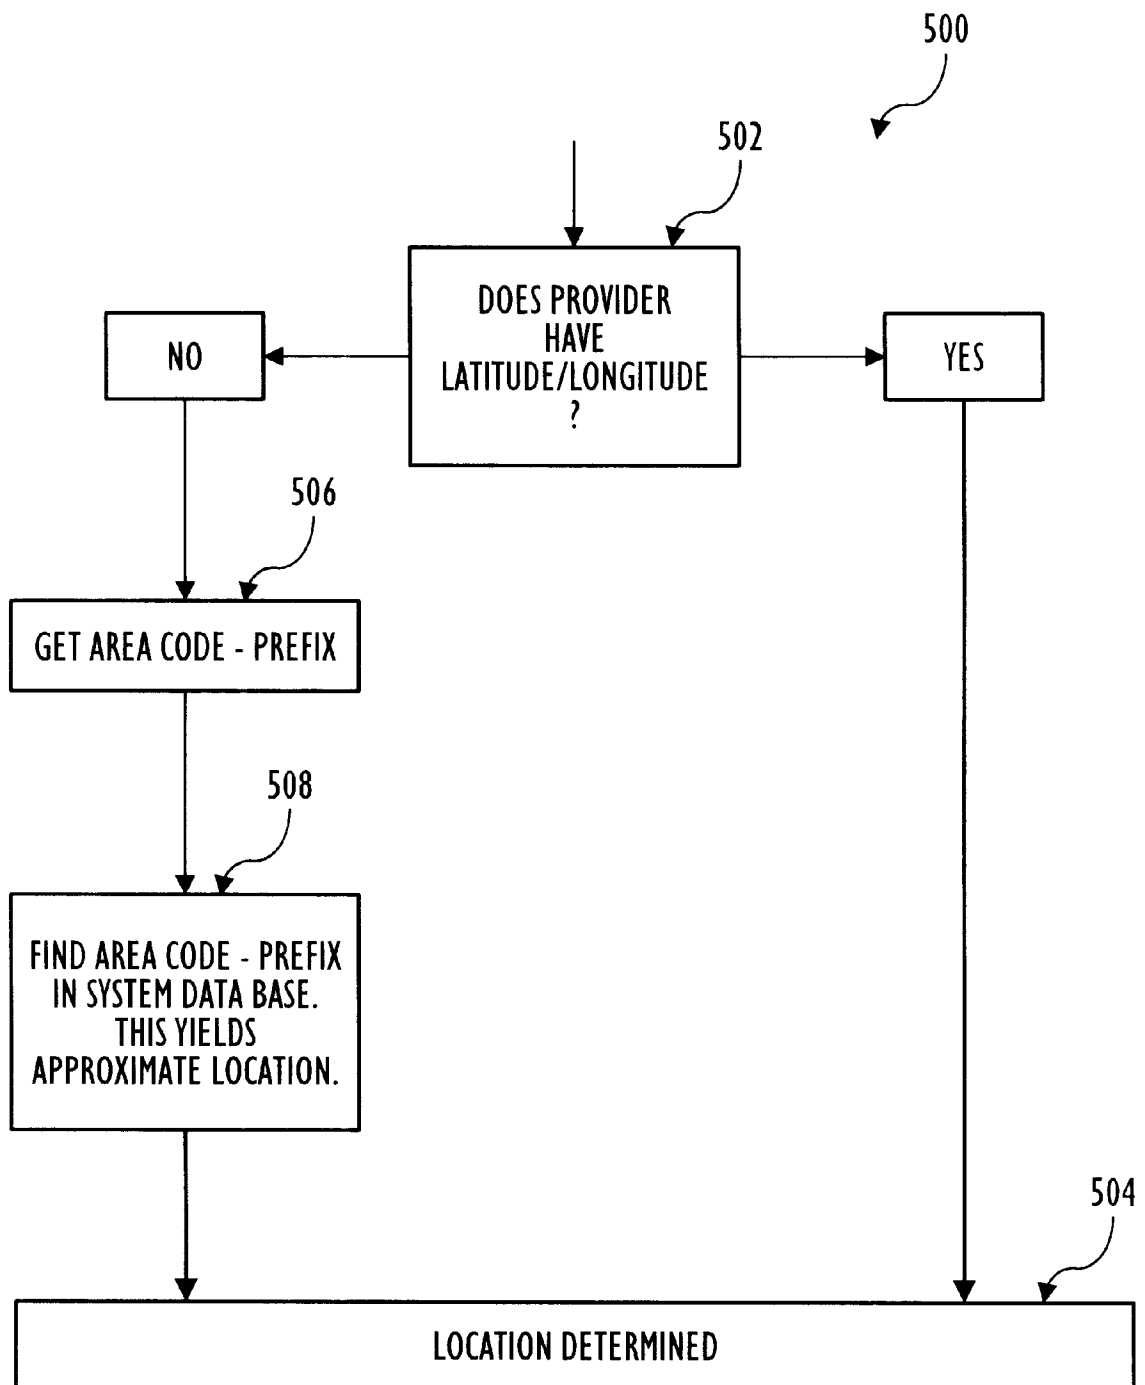 500
502
DOES PROVIDER
HAVE
LATITUDE/LONGITUDE
?
NO
YES
506
GET AREA CODE - PREFIX
508
FIND AREA CODE - PREFIX
IN SYSTEM DATA BASE.
THIS YIELDS
APPROXIMATE LOCATION.
504
LOCATION DETERMINED